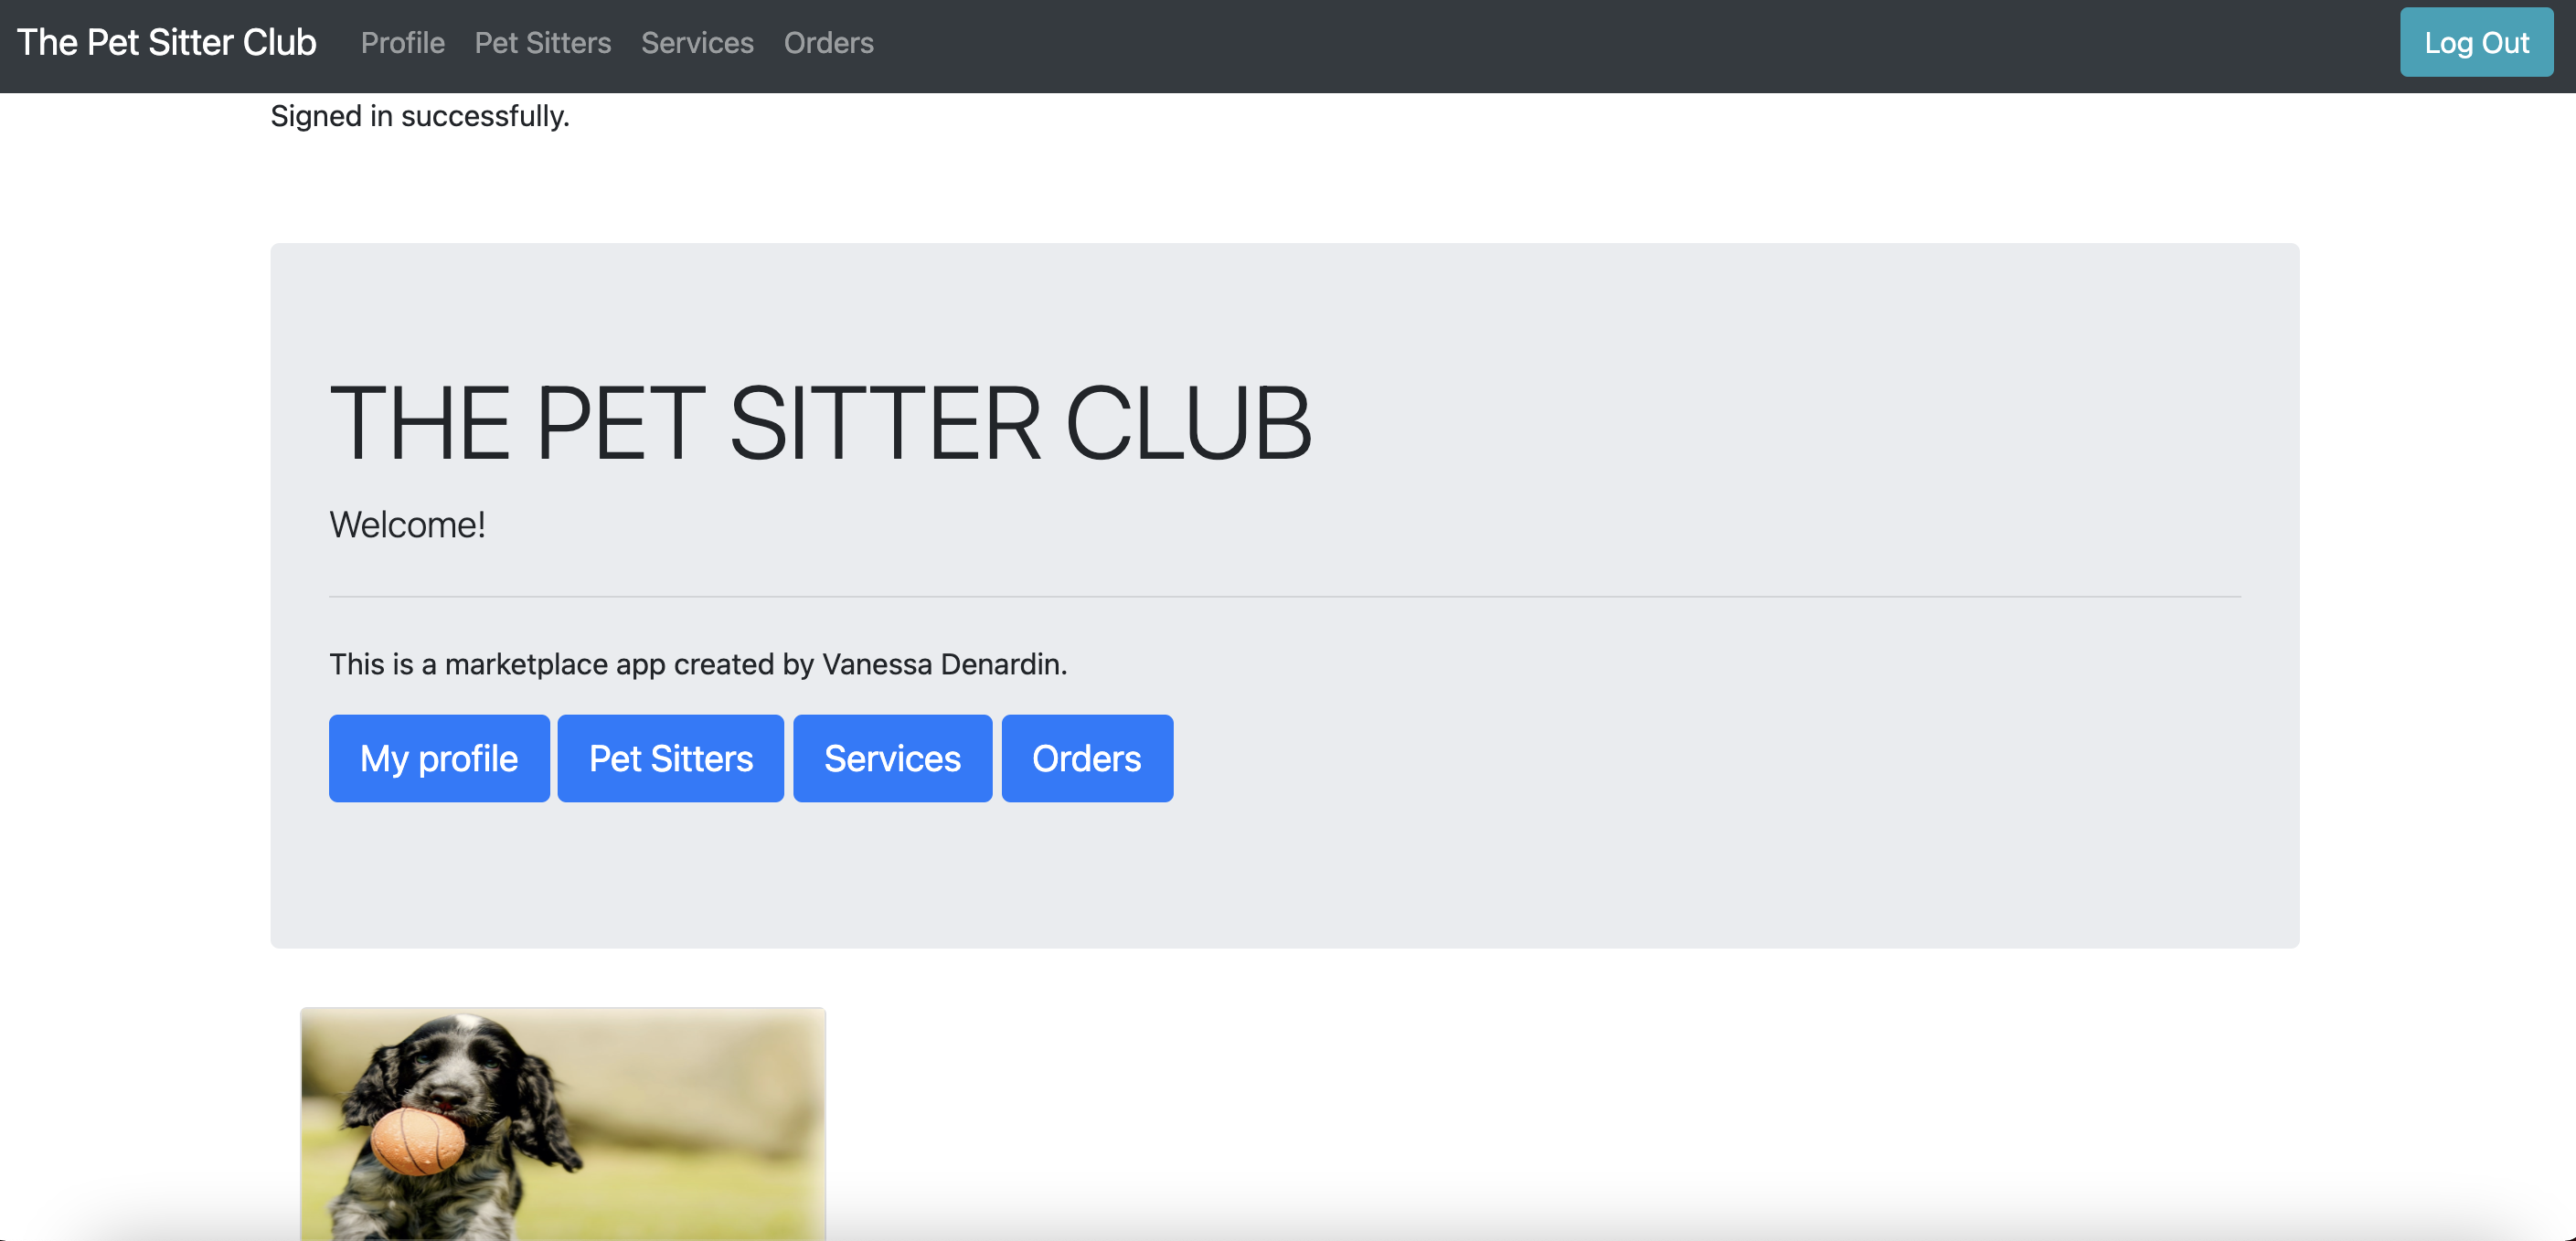 The Pet Sitter Club Profile Pet Sitters Services Orders Log Out
Signed in successfully.
THE PET SITTER CLUB
Welcome!
This is a marketplace app created by Vanessa Denardin.
My profile Pet Sitters Services Orders